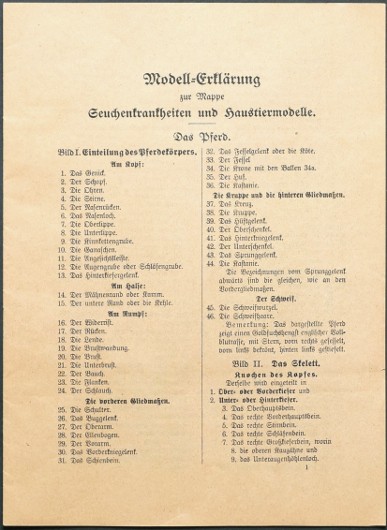 Modell-Erklärung
zur Mappe
Seuchenkrankheiten und Haustiermodelle.
Das Pferd.
Bild I. Einteilung des Pferdekörpers.
Am Kopf:
1. Das Genick.
2. Der Schopf.
3. Die Ohren.
4. Die Stirne.
5. Der Nasenrücken.
6. Das Nasenloch.
7. Die Oberlippe.
8. Die Unterlippe.
9. Die Kinnkettengrube.
10. Die Ganaschen.
11. Die Angesichtsleiste.
12. Die Augengrube oder Schläfengrube.
13. Das Hinterkiefergelenk.
Am Halse:
14. Der Mähnenrand oder Kamm.
15. Der untere Rand oder die Kehle.
Am Rumpf:
16. Der Widerrist.
17. Der Rücken.
18. Die Lende.
19. Die Brustwandung.
20. Die Brust.
21. Die Unterbrust.
22. Der Bauch.
23. Die Flanken.
24. Der Schlauch.
Die vorderen Gliedmaßen.
25. Die Schulter.
26. Das Buggelenk.
27. Der Oberarm.
28. Der Ellenbogen.
29. Der Vorarm.
30. Das Vorderkniegelenk.
31. Das Schienbein.
32. Das Fesselgelenk oder die Köte.
33. Der Fessel
34. Die Krone mit den Ballen 34a.
35. Der Huf.
36. Die Kastanie.
Die Kruppe und die hinteren Gliedmaßen.
37. Das Kreuz.
38. Die Kruppe.
39. Das Hüftgelenk.
40. Der Oberschenkel.
41. Das Hinterkniegelenk.
42. Der Unterschenkel.
43. Das Sprunggelenk.
44. Die Kastanie.
Die Bezeichnungen vom Sprunggelenk
abwärts sind die gleichen, wie an
den Vordergliedmaßen.
Der Schweif.
45. Die Schweifwurzel.
46. Die Schweifhaare.
Bemerkung: Das dargestellte Pferd
zeigt einen Goldfuchshengst englischer Voll-
blutrasse, mit Stern, vorn rechts gefesselt,
vorn links bekrönt, hinten links gestiefelt.
Bild II. Das Skelett.
Knochen des Kopfes.
Derselbe wird eingeteilt in
1. Ober- oder Vorderkiefer und
2. Unter- oder Hinterkiefer.
3. Das Oberhauptsbein.
4. Das rechte Vorderhauptsbein.
5. Das rechte Stirnbein.
6. Das rechte Schläfenbein.
7. Das rechte Großkieferbein, worin
8. die oberen Kauzähne und
9. das Unteraugenhöhlenloch.
1